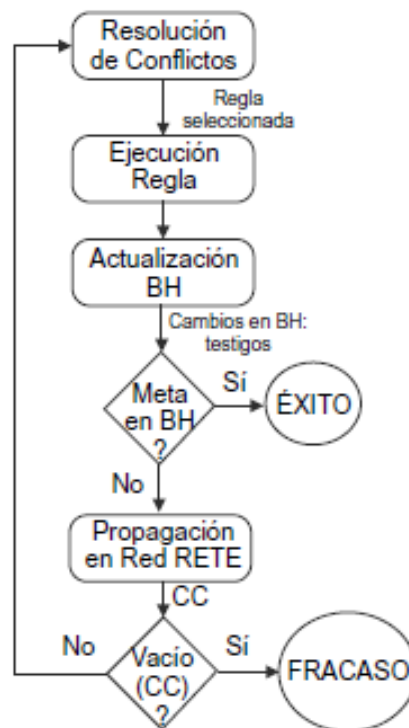 Resolución
de Conflictos
Regla
seleccionada
Ejecución
Regla
Actualización
BH
Cambios en BH:
testigos
Meta
en BH
?
Sí
ÉXITO
No
Propagación
en Red RETE
CC
No
Vacío
(CC)
?
Sí
FRACASO